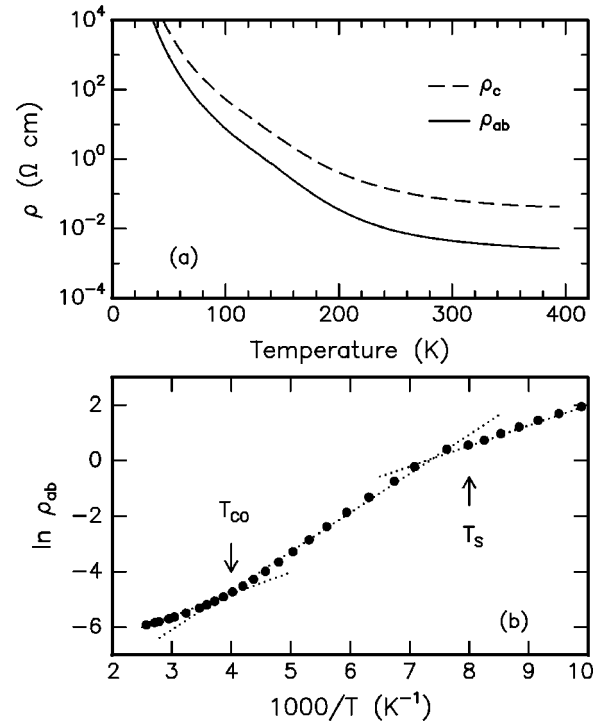 10⁴
10²
10⁰
10⁻²
10⁻⁴
ρ (Ω cm)
ρc
ρab
(a)
0 100 200 300 400
Temperature (K)
2
0
-2
-4
-6
ln ρab
TCO
TS
(b)
2 3 4 5 6 7 8 9 10
1000/T (K⁻¹)